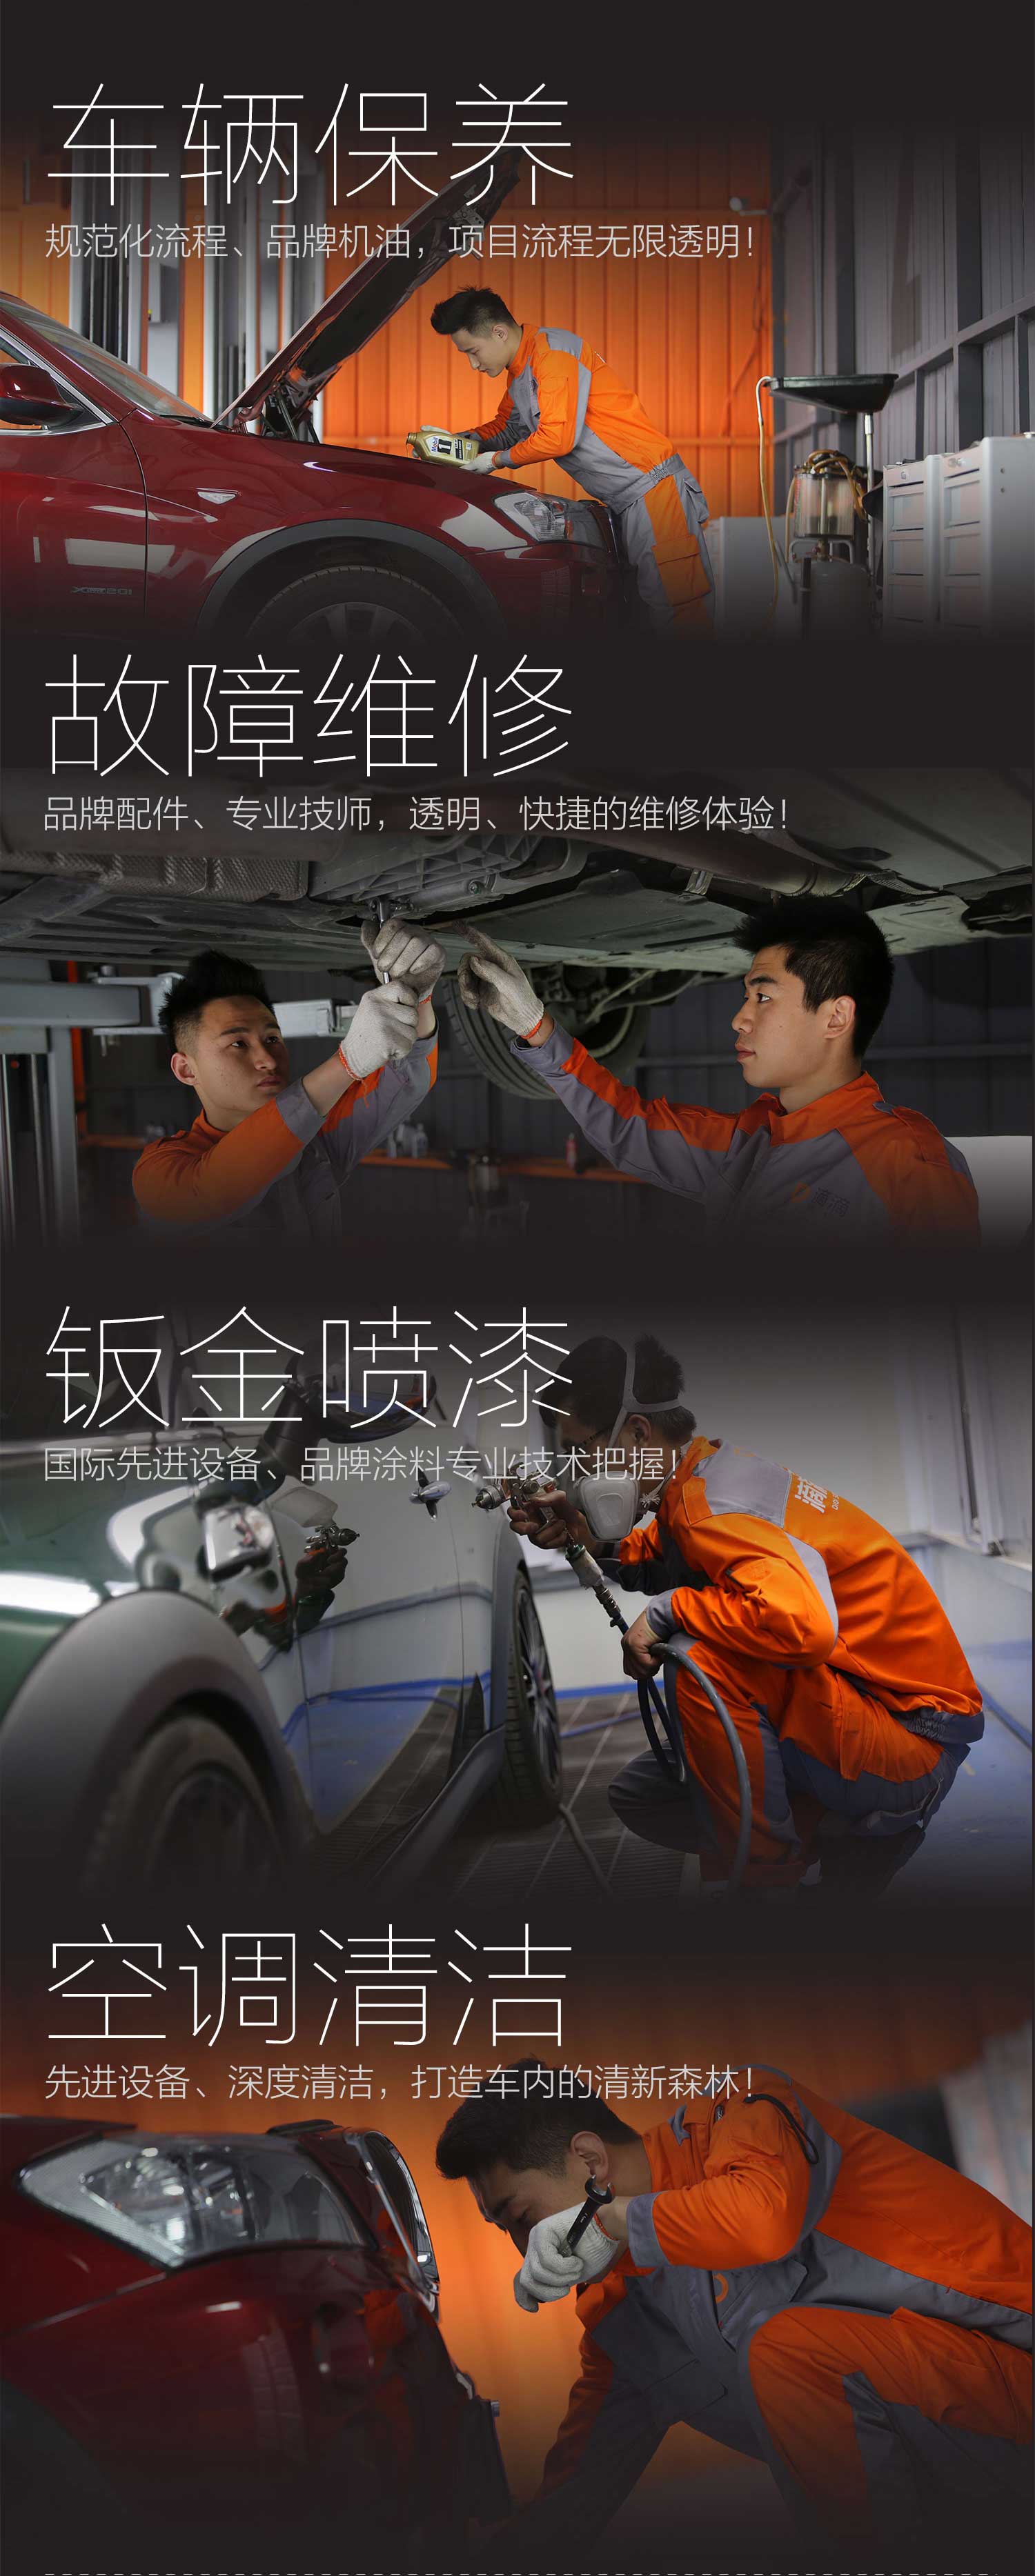 车辆保养
规范化流程、品牌机油，项目流程无限透明！
故障维修
品牌配件、专业技师，透明、快捷的维修体验！
钣金喷漆
国际先进设备、品牌涂料专业技术把握！
空调清洁
先进设备、深度清洁，打造车内的清新森林！